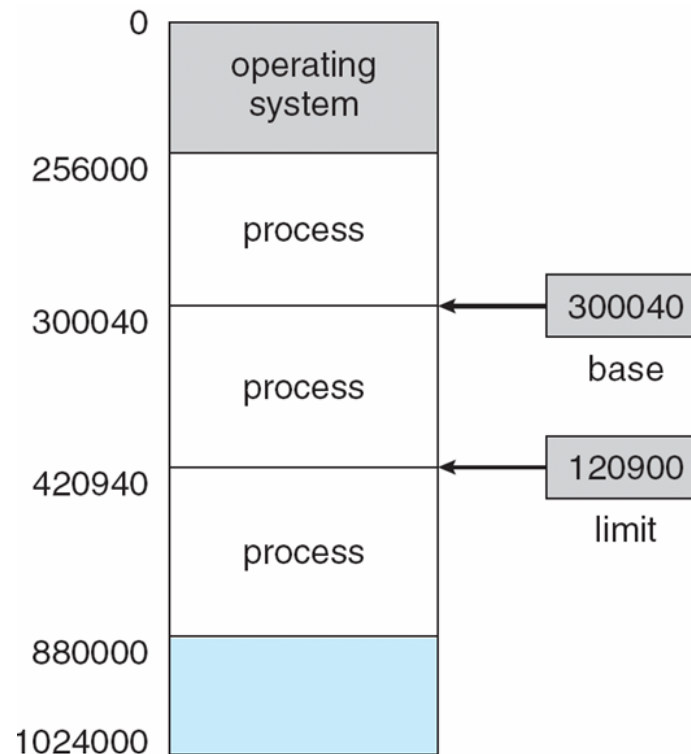 0
operating
system
256000
process
300040
300040
base
process
120900
420940
limit
process
880000
1024000